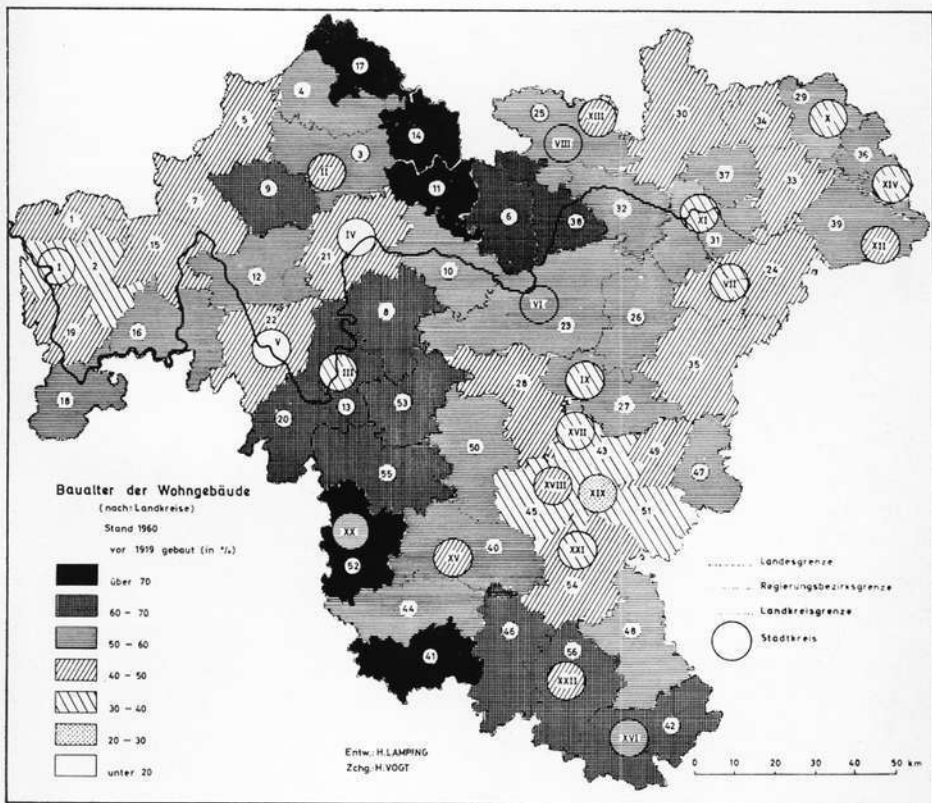 17
4
5
30
29
25
XIII
X
34
14
VIII
3
36
II
37
7
9
11
33
XIV
6
38
32
XI
1
39
IV
31
XII
15
21
24
I
2
12
10
VII
VI
26
8
23
16
22
19
V
35
28
III
IX
18
53
27
13
20
XVII
43
50
49
55
47
XVIII
XIX
45
51
XX
40
XXI
XV
52
54
44
46
56
48
41
XXII
42
XVI
Baualter der Wohngebäude
(nach: Landkreise)
Stand 1960
vor 1919 gebaut (in %)
über 70
60 – 70
50 – 60
40 – 50
30 – 40
20 – 30
unter 20
Landesgrenze
Regierungsbezirksgrenze
Landkreisgrenze
Stadtkreis
Entw.: H.LAMPING
Zchg.: H.VOGT
0 10 20 30 40 50 km